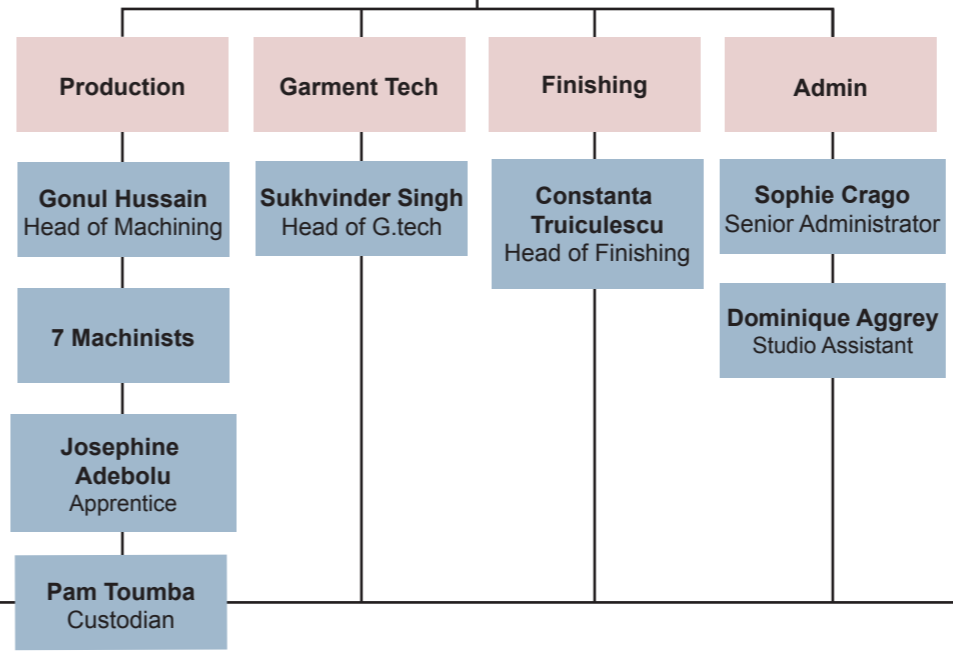 Production
Garment Tech
Finishing
Admin
Gonul Hussain
Head of Machining
Sukhvinder Singh
Head of G.tech
Constanta
Truiculescu
Head of Finishing
Sophie Crago
Senior Administrator
7 Machinists
Dominique Aggrey
Studio Assistant
Josephine
Adebolu
Apprentice
Pam Toumba
Custodian